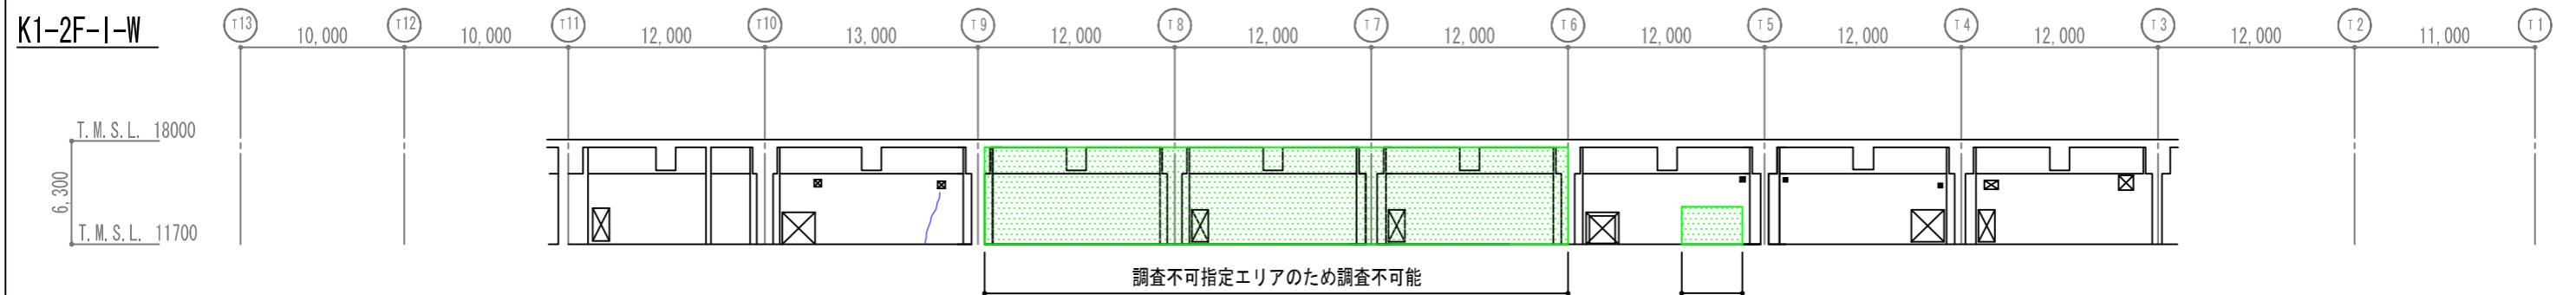 K1-2F-I-W
T13 T12 T11 T10 T9 T8 T7 T6 T5 T4 T3 T2 T1
10,000 10,000 12,000 13,000 12,000 12,000 12,000 12,000 12,000 12,000 12,000 11,000
T.M.S.L. 18000
6,300
T.M.S.L. 11700
調査不可指定エリアのため調査不可能